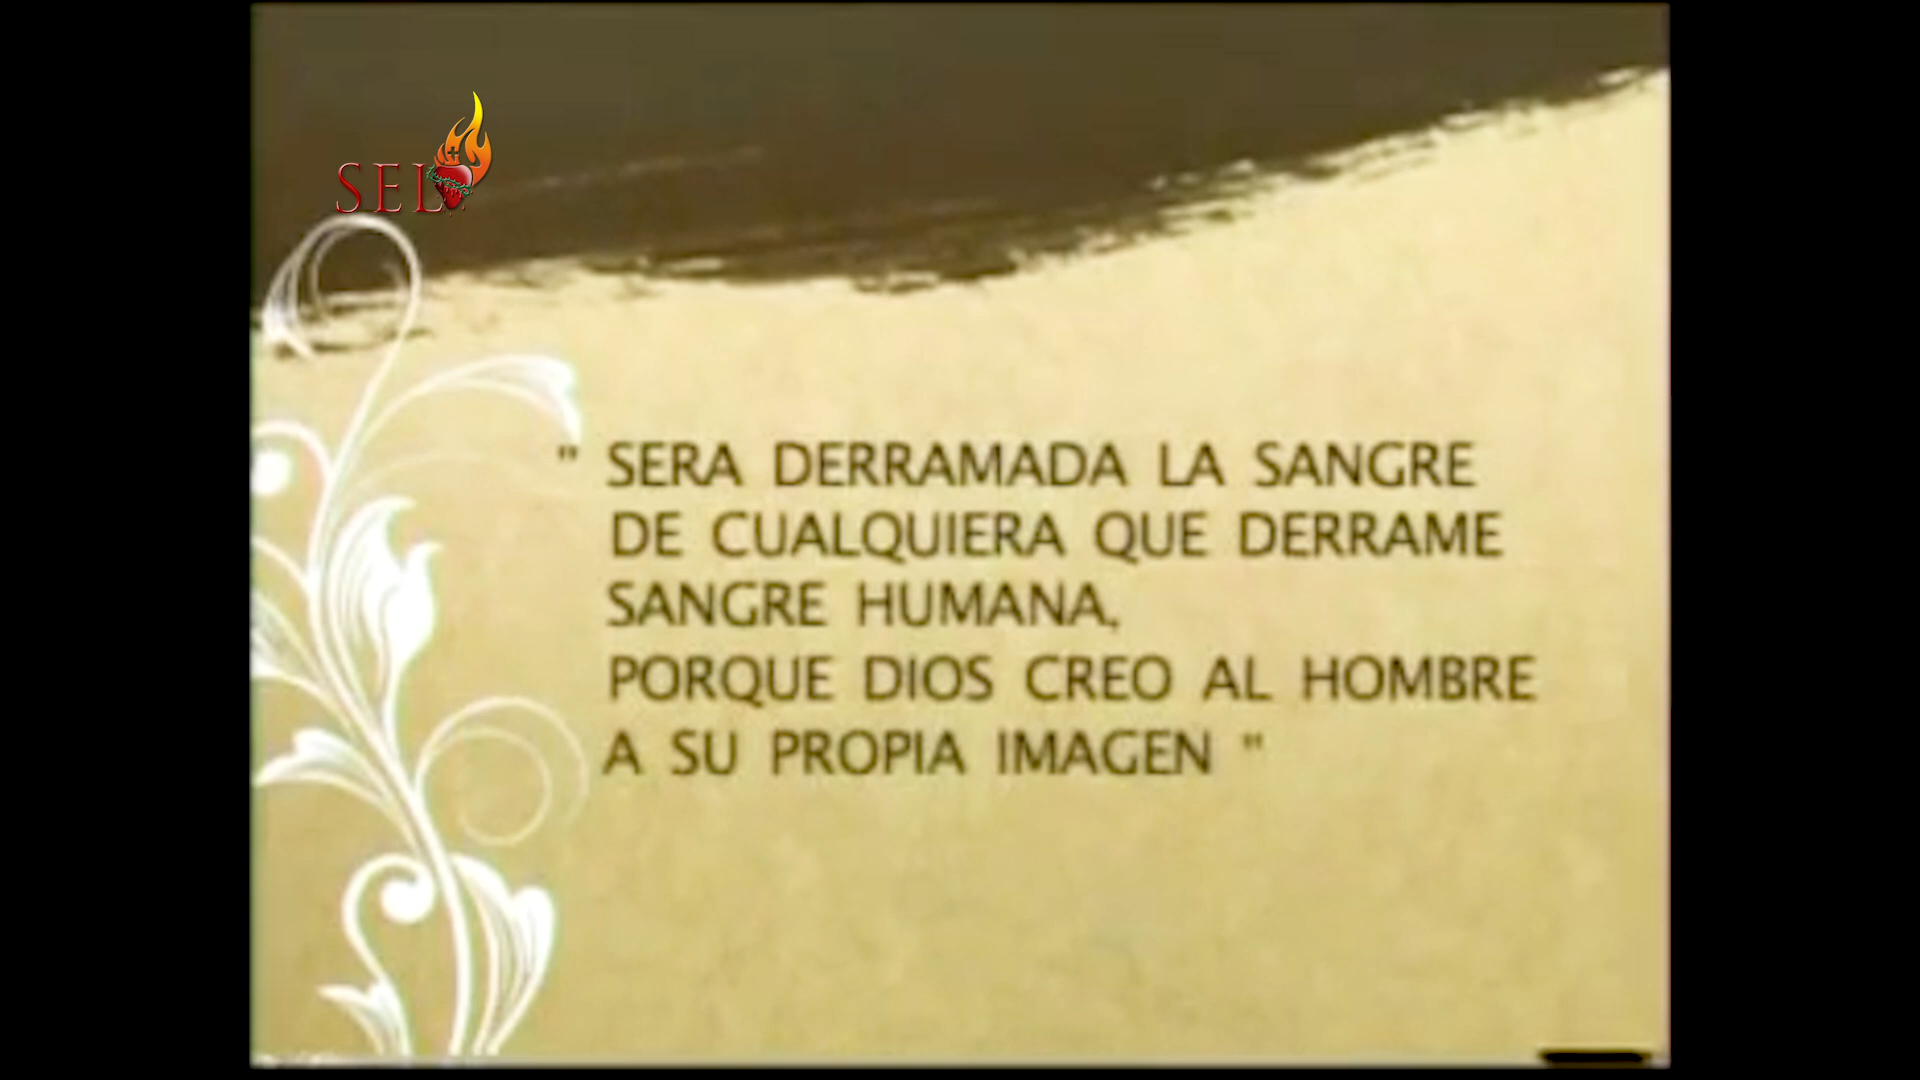 SEL
" SERA DERRAMADA LA SANGRE
DE CUALQUIERA QUE DERRAME
SANGRE HUMANA,
PORQUE DIOS CREO AL HOMBRE
A SU PROPIA IMAGEN "